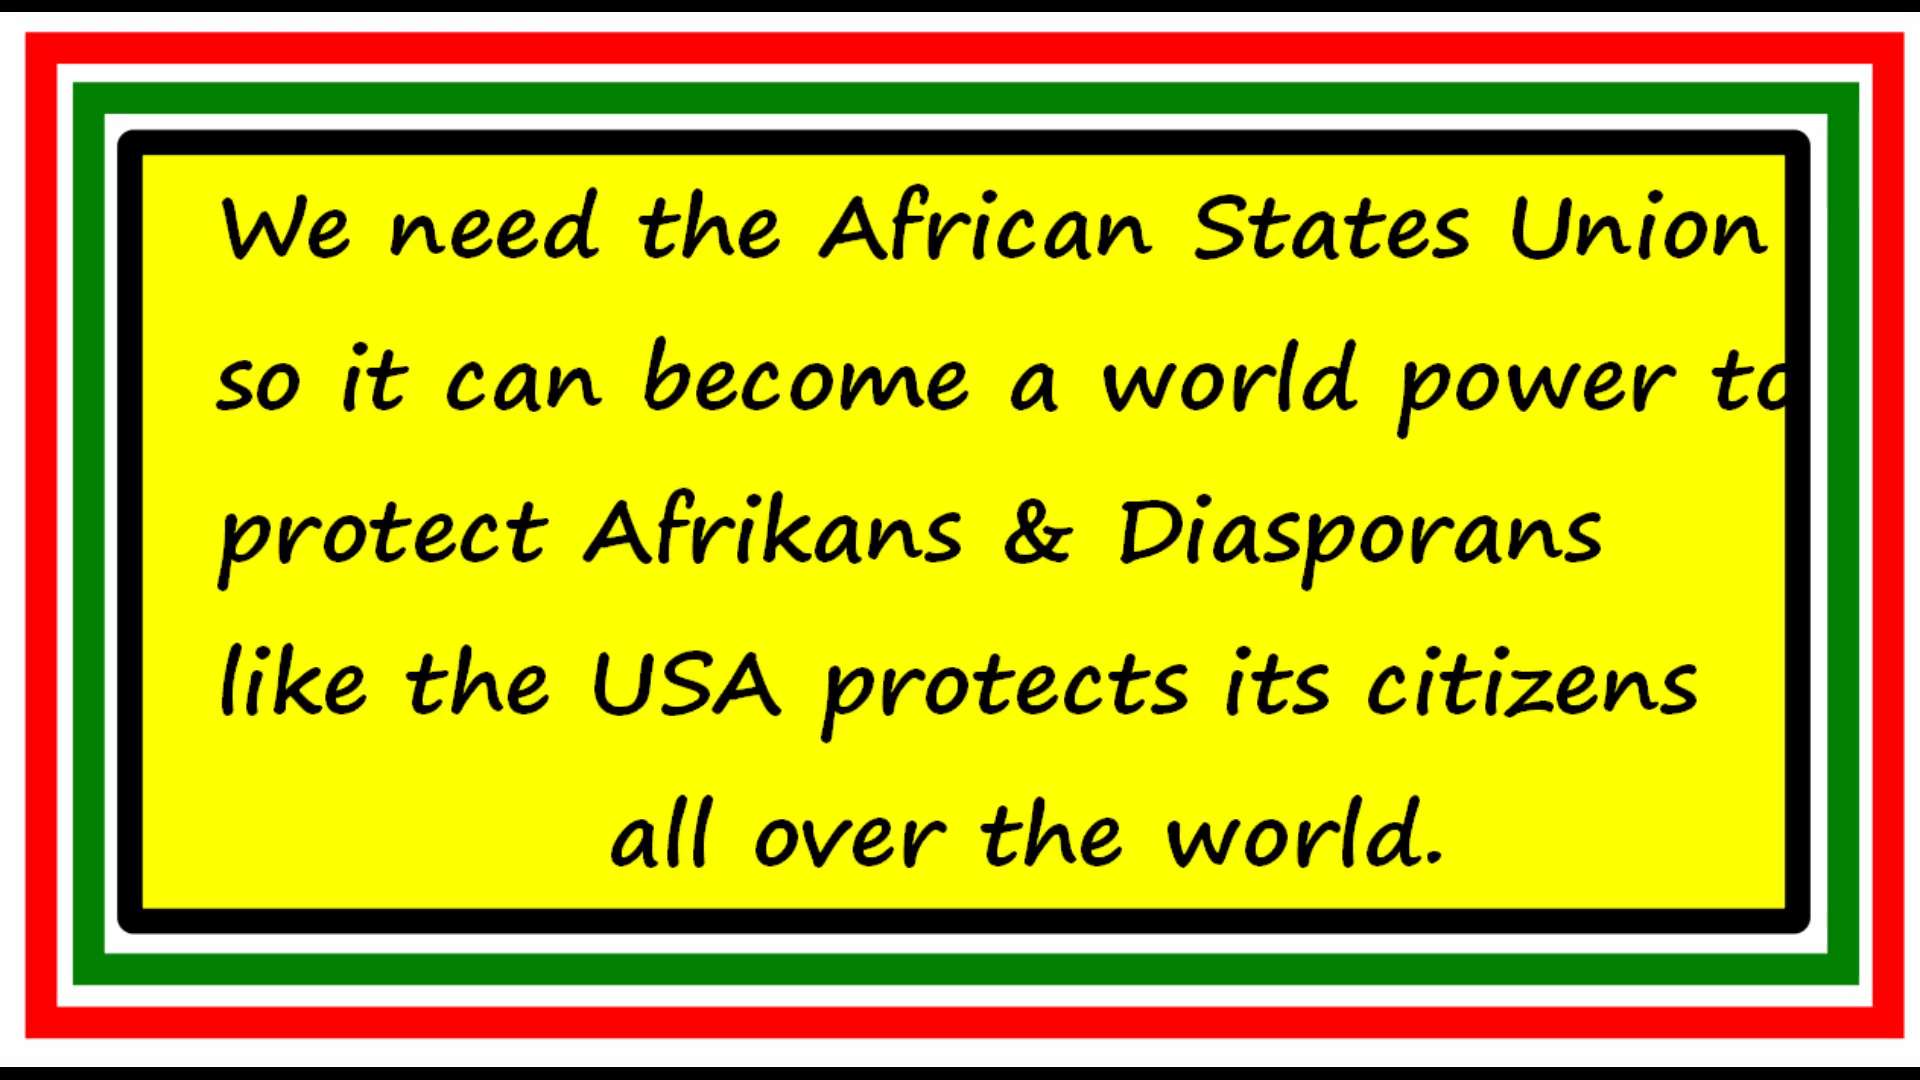 We need the African States Union
so it can become a world power to
protect Afrikans & Diasporans
like the USA protects its citizens
all over the world.